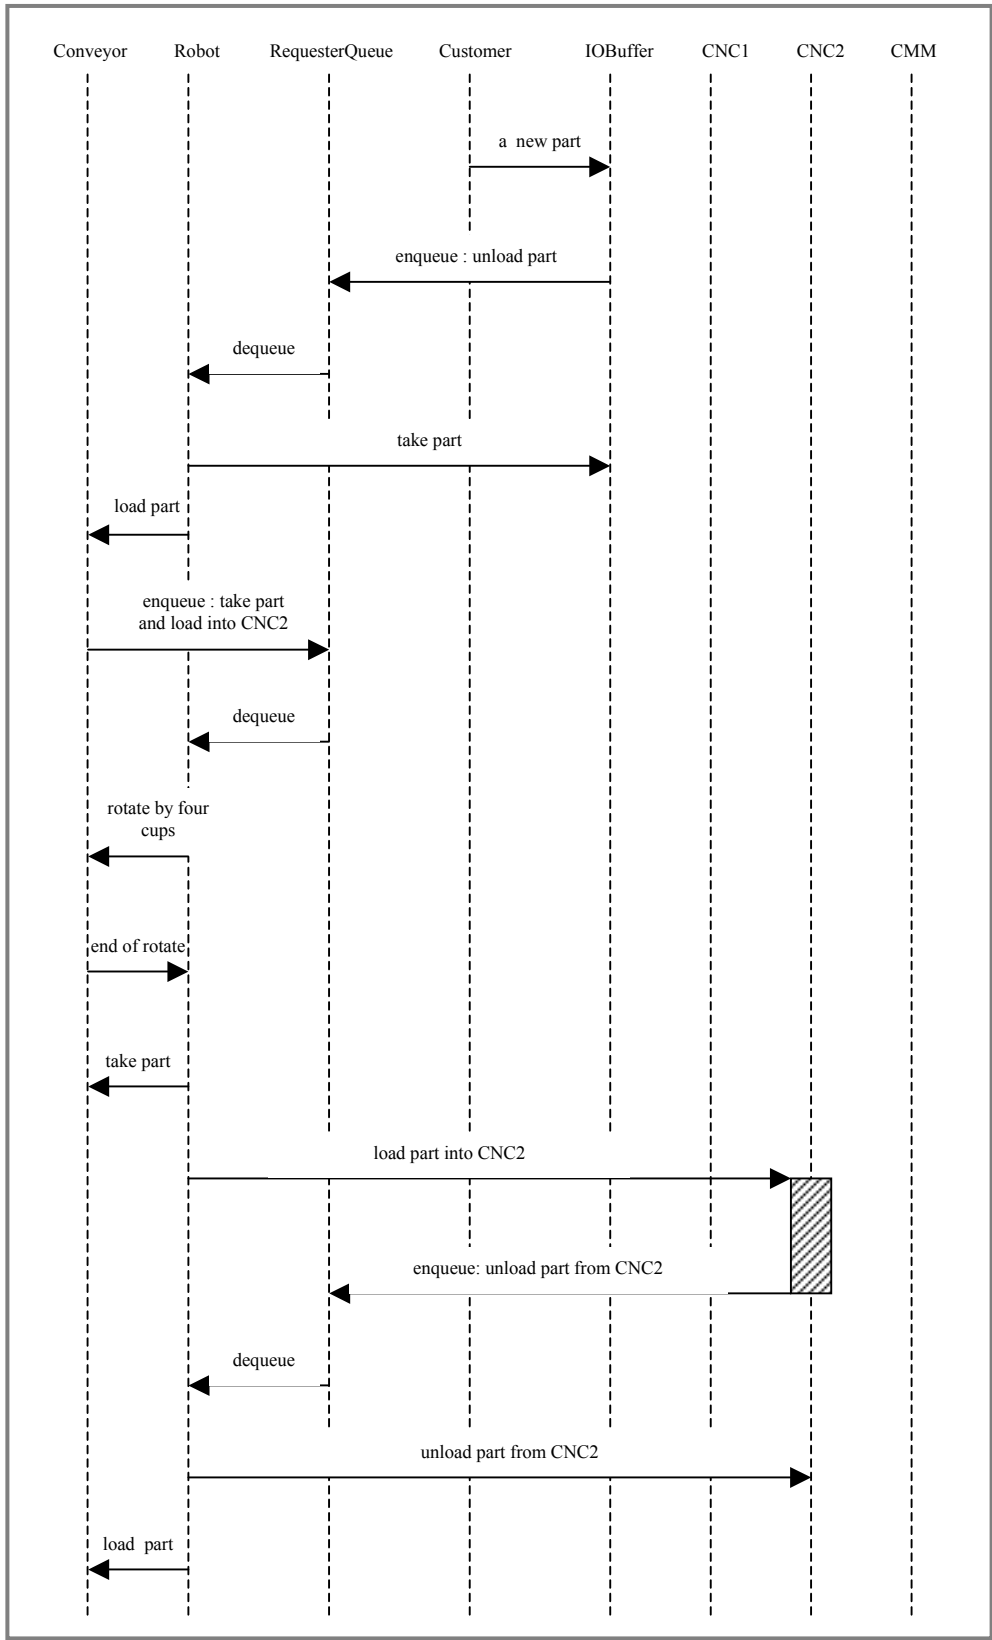 Conveyor Robot RequesterQueue Customer IOBuffer CNC1 CNC2 CMM
a new part
enqueue : unload part
dequeue
take part
load part
enqueue : take part
and load into CNC2
dequeue
rotate by four
cups
end of rotate
take part
load part into CNC2
enqueue: unload part from CNC2
dequeue
unload part from CNC2
load part